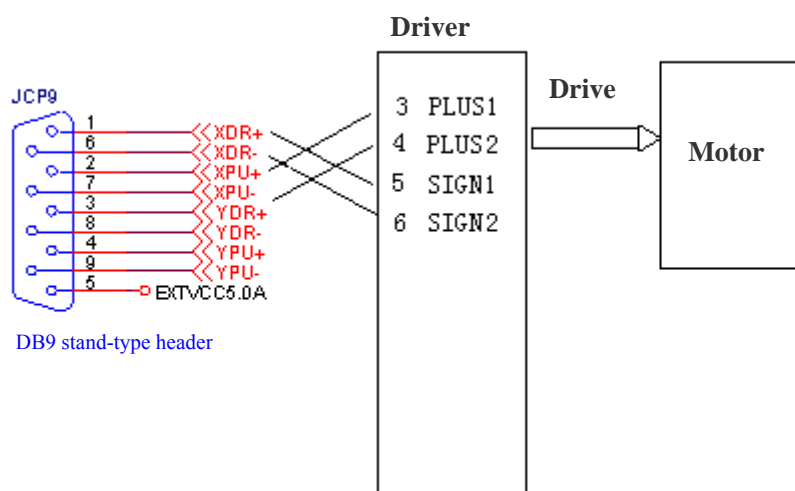 Driver
JCP9
1 XDR+
6 XDR-
2 XPU+
7 XPU-
3 YDR+
8 YDR-
4 YPU+
9 YPU-
5 EXTVCC5.0A
DB9 stand-type header
3 PLUS1
4 PLUS2
5 SIGN1
6 SIGN2
Drive
Motor